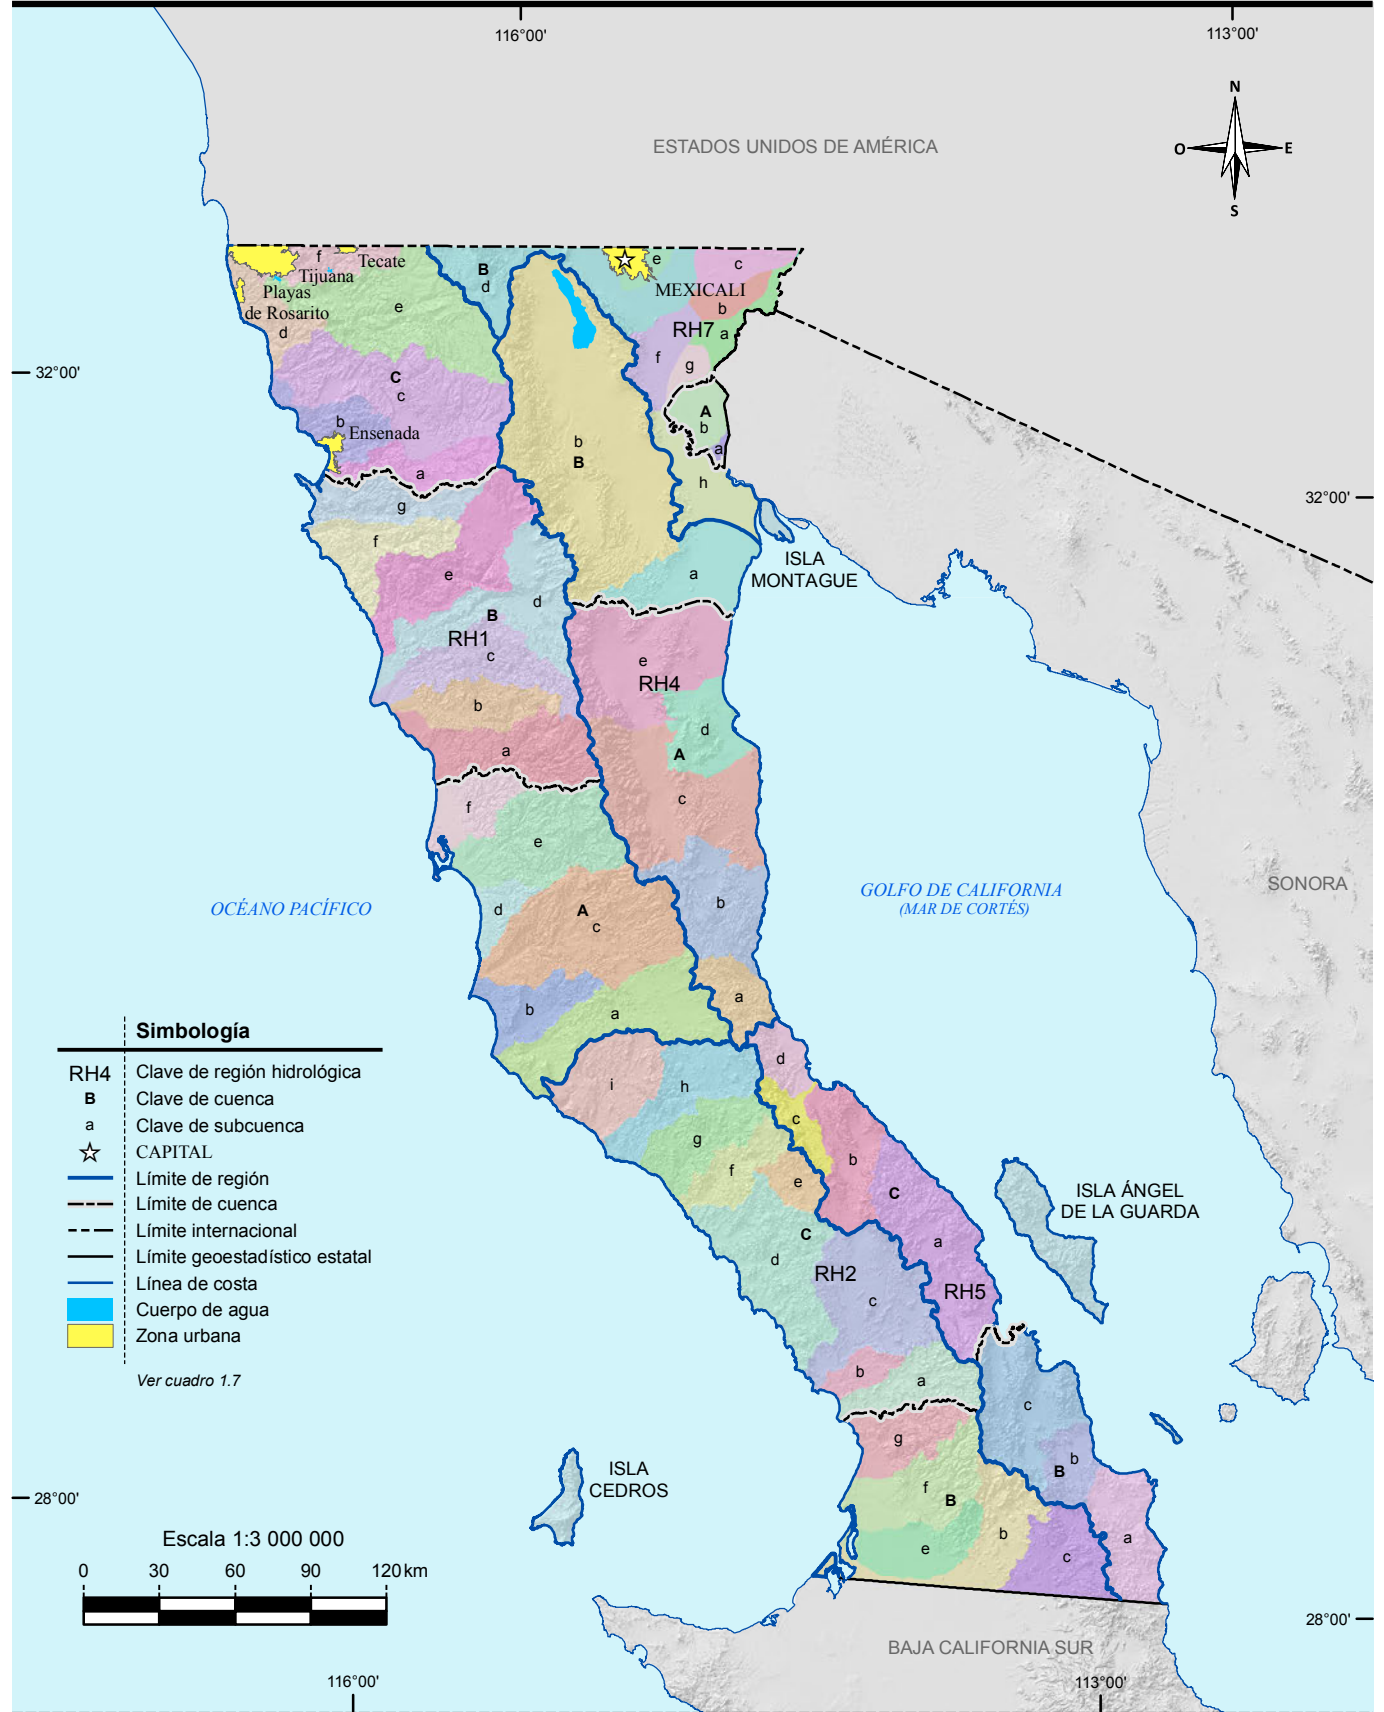 116°00'
113°00'
N
O
E
S
ESTADOS UNIDOS DE AMÉRICA
f
Tecate
Tijuana
Playas
de Rosarito
d
e
B
d
e
c
MEXICALI
b
RH7
a
f
g
32°00'
C
c
b
Ensenada
a
b
B
A
b
a
h
32°00'
g
f
e
d
a
ISLA
MONTAGUE
B
RH1
c
e
RH4
b
d
a
A
c
f
e
d
A
c
b
OCÉANO PACÍFICO
GOLFO DE CALIFORNIA
(MAR DE CORTÉS)
SONORA
a
b
a
Simbología
RH4 Clave de región hidrológica
B Clave de cuenca
a Clave de subcuenca
CAPITAL
Límite de región
Límite de cuenca
Límite internacional
Límite geoestadístico estatal
Línea de costa
Cuerpo de agua
Zona urbana
Ver cuadro 1.7
d
i
h
c
g
b
f
e
C
a
ISLA ÁNGEL
DE LA GUARDA
C
d
RH2
c
RH5
b
a
c
g
b
B
f
B
b
e
c
a
ISLA
CEDROS
28°00'
Escala 1:3 000 000
0 30 60 90 120 km
28°00'
BAJA CALIFORNIA SUR
116°00'
113°00'